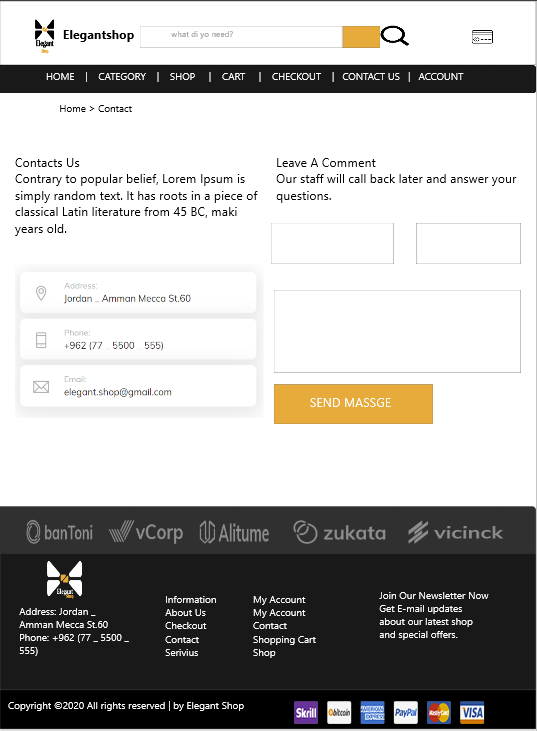 Elegant
Shop
Elegantshop
what di yo need?
HOME | CATEGORY | SHOP | CART | CHECKOUT | CONTACT US | ACCOUNT
Home > Contact
Contacts Us
Contrary to popular belief, Lorem Ipsum is
simply random text. It has roots in a piece of
classical Latin literature from 45 BC, maki
years old.
Leave A Comment
Our staff will call back later and answer your
questions.
Address:
Jordan _ Amman Mecca St.60
Phone:
+962 (77 _ 5500 _ 555)
Email:
elegant.shop@gmail.com
SEND MASSGE
banToni vCorp Alitume zukata vicinck
Elegant
Shop
Address: Jordan _
Amman Mecca St.60
Phone: +962 (77 _ 5500 _
555)
Information
About Us
Checkout
Contact
Serivius
My Account
My Account
Contact
Shopping Cart
Shop
Join Our Newsletter Now
Get E-mail updates
about our latest shop
and special offers.
Copyright ©2020 All rights reserved | by Elegant Shop
Skrill bitcoin AMERICAN EXPRESS PayPal MasterCard VISA